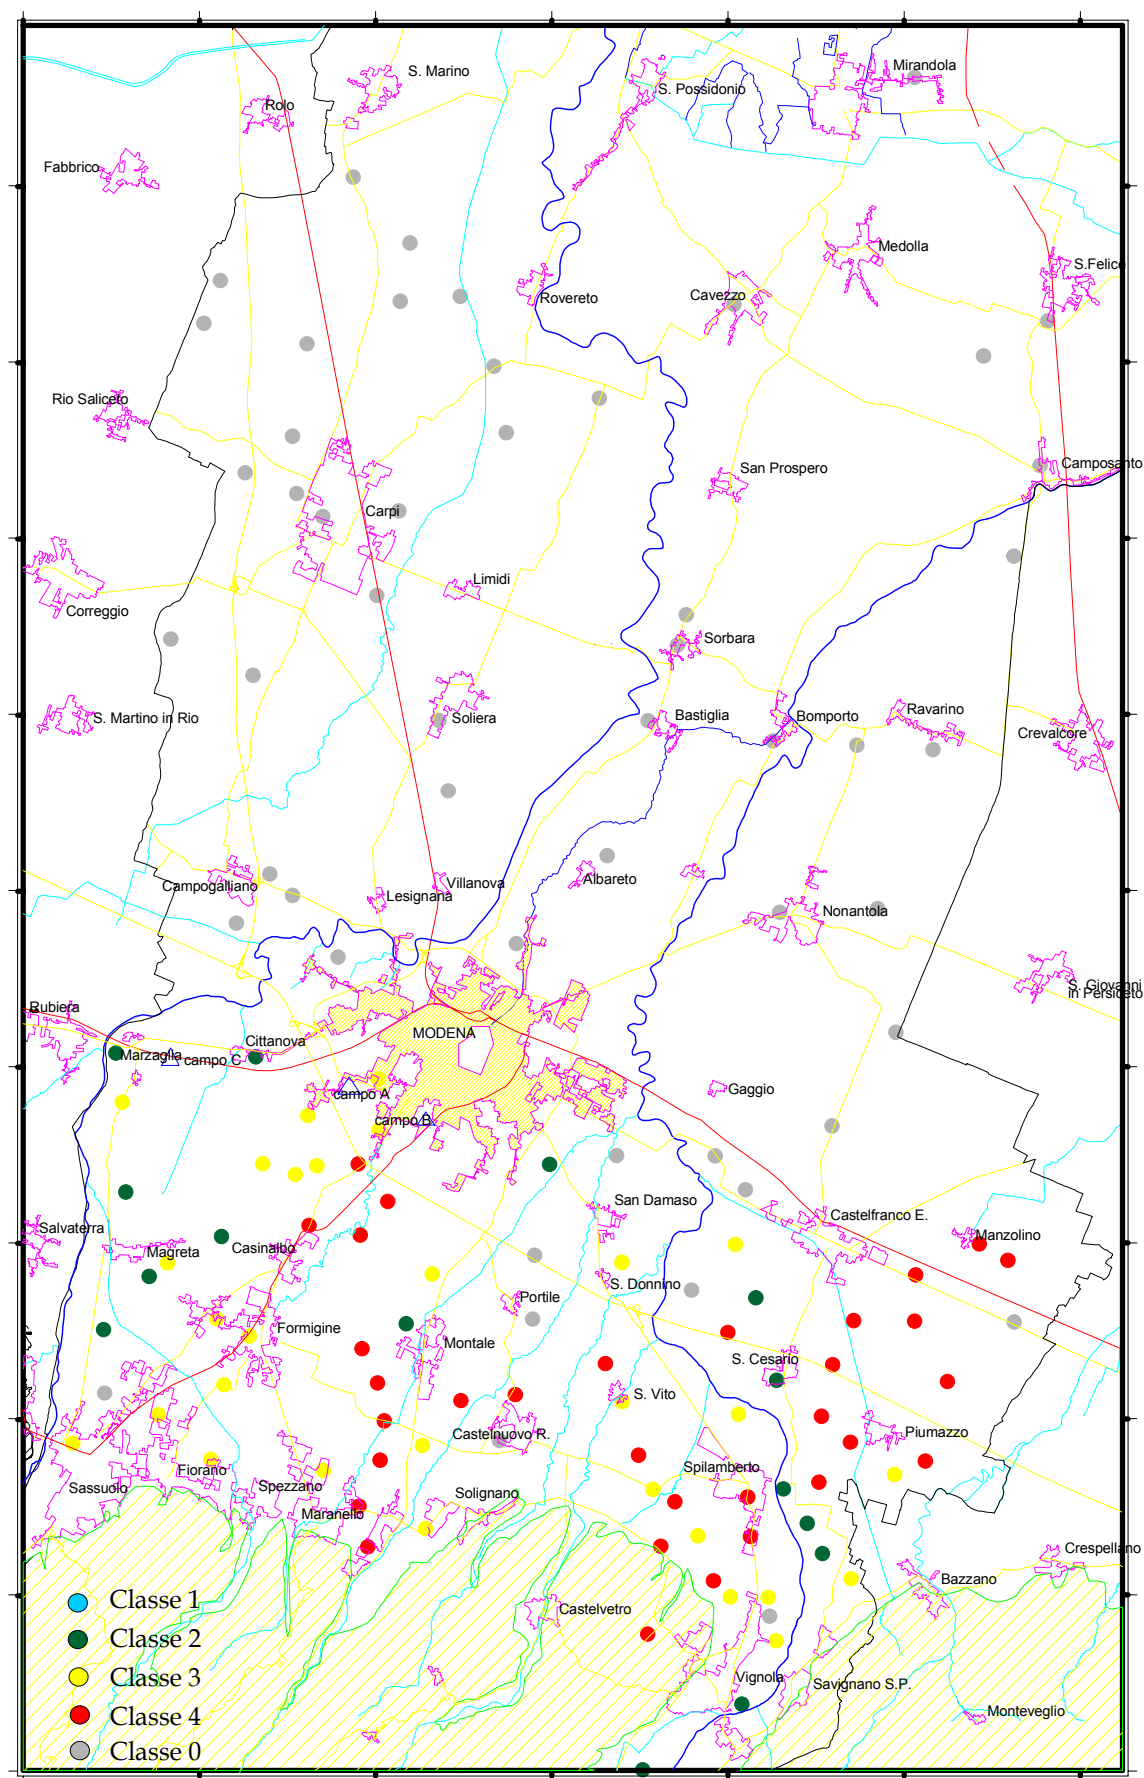 S. Marino
Mirandola
S. Possidonio
Rolo
Fabbrico
Medolla
S.Felice
Rovereto
Cavezzo
Rio Saliceto
San Prospero
Camposanto
Carpi
Limidi
Correggio
Sorbara
S. Martino in Rio
Soliera
Bastiglia
Bomporto
Ravarino
Crevalcore
Campogalliano
Lesignana
Villanova
Albareto
Nonantola
S. Giovanni
in Persiceto
Rubiera
Cittanova
MODENA
Marzaglia
campo C
campo A
Gaggio
campo B
San Damaso
Castelfranco E.
Salvaterra
Magreta
Casinalbo
Manzolino
S. Donnino
Portile
Formigine
Montale
S. Cesario
S. Vito
Castelnuovo R.
Piumazzo
Fiorano
Spilamberto
Sassuolo
Spezzano
Solignano
Maranello
Crespellano
Bazzano
Classe 1
Castelvetro
Classe 2
Classe 3
Vignola
Savignano S.P.
Classe 4
Monteveglio
Classe 0